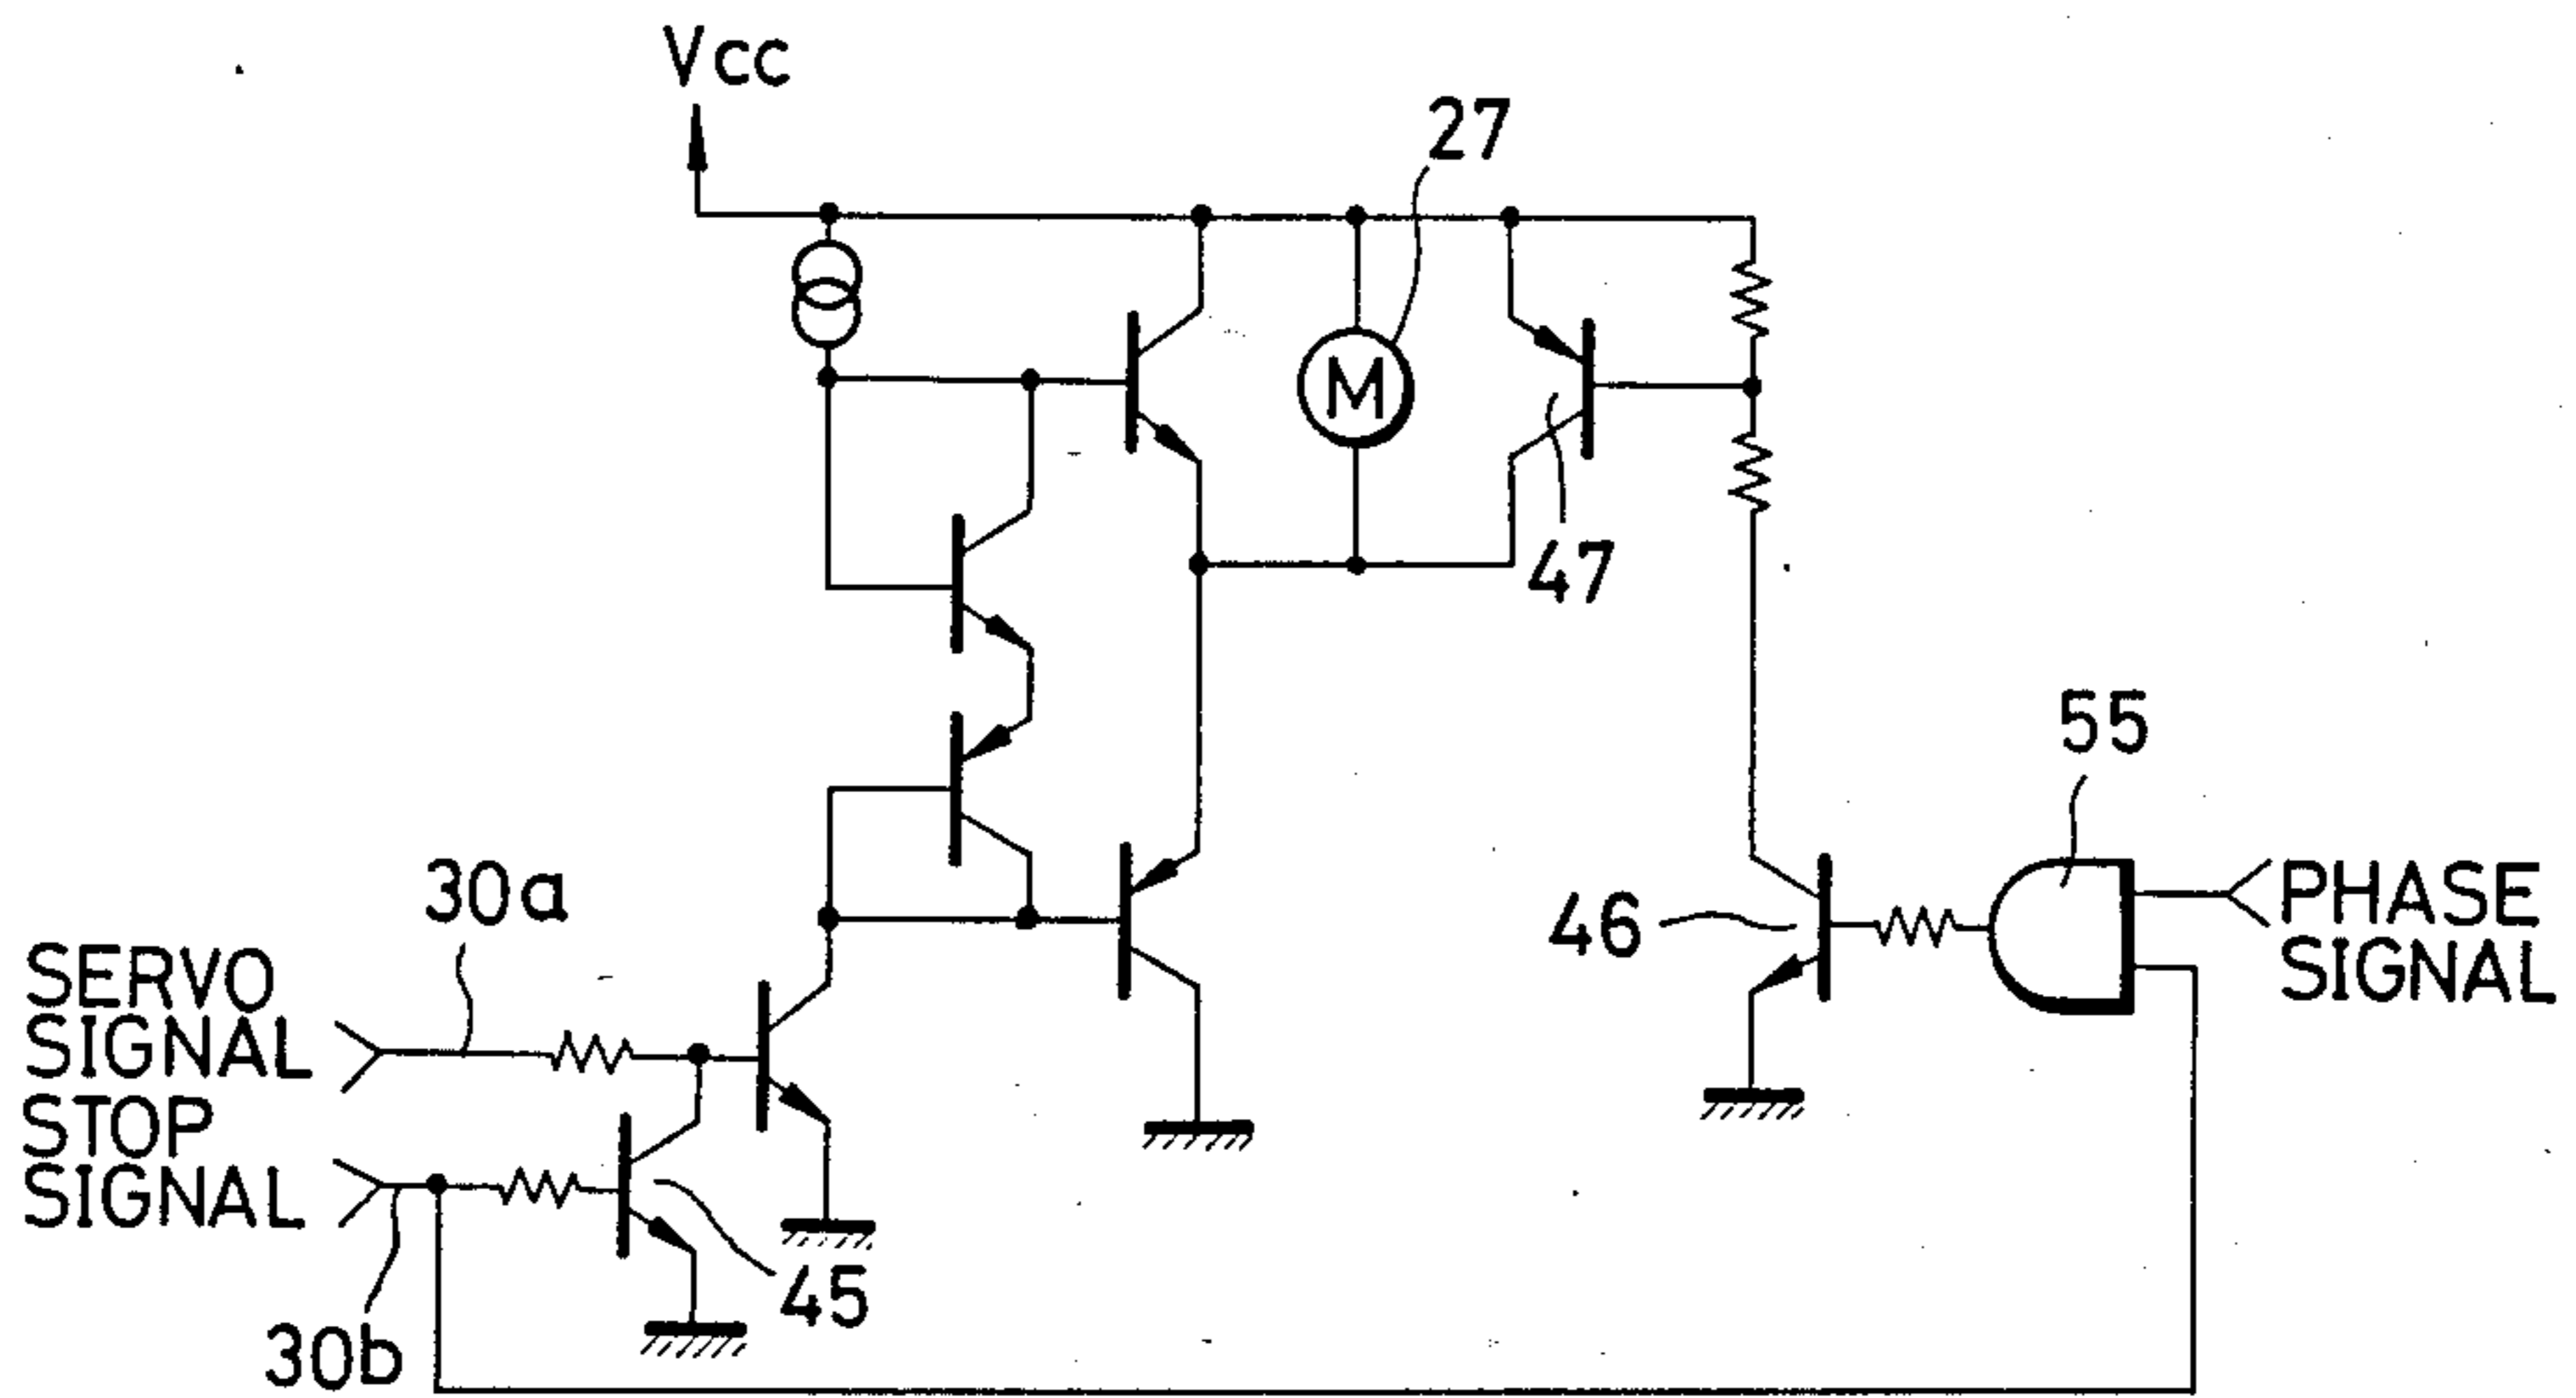 Vcc
27
M
47
55
30a
46
PHASE
SIGNAL
SERVO
SIGNAL
STOP
SIGNAL
45
30b